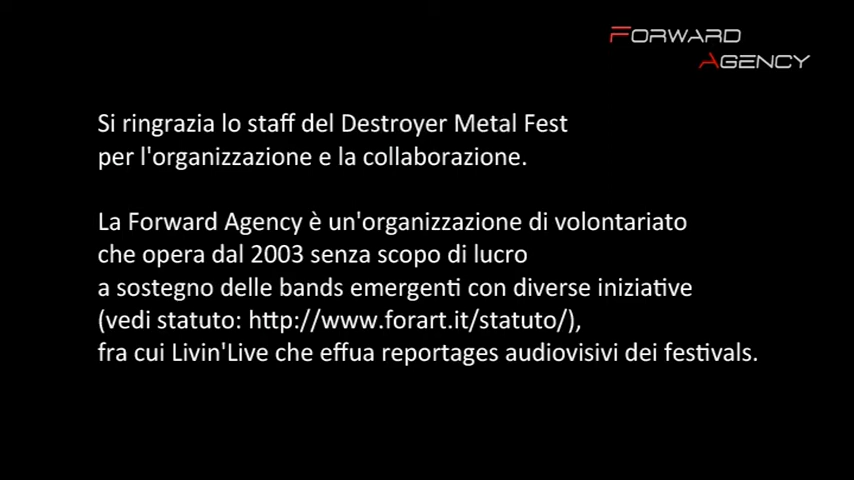 FORWARD
AGENCY
Si ringrazia lo staff del Destroyer Metal Fest
per l'organizzazione e la collaborazione.
La Forward Agency è un'organizzazione di volontariato
che opera dal 2003 senza scopo di lucro
a sostegno delle bands emergenti con diverse iniziative
(vedi statuto: http://www.forart.it/statuto/),
fra cui Livin'Live che effua reportages audiovisivi dei festivals.